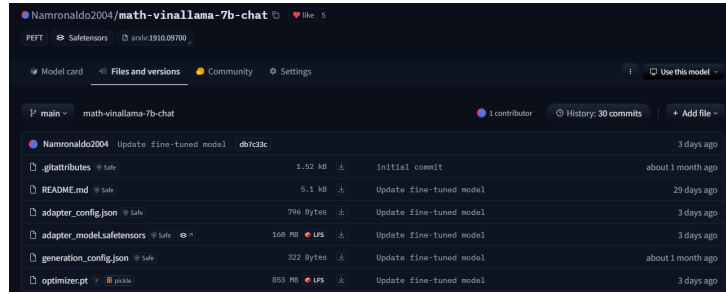 Namronaldo2004/math-vinallama-7b-chat like 5
PEFT Safetensors arxiv:1910.09700
Model card Files and versions Community Settings Use this model
main math-vinallama-7b-chat 1 contributor History: 30 commits + Add file
Namronaldo2004 Update fine-tuned model db7c33c 3 days ago
.gitattributes Safe 1.52 kB initial commit about 1 month ago
README.md Safe 5.1 kB Update fine-tuned model 29 days ago
adapter_config.json Safe 796 Bytes Update fine-tuned model 3 days ago
adapter_model.safetensors Safe 160 MB LFS Update fine-tuned model 3 days ago
generation_config.json Safe 322 Bytes Update fine-tuned model about 1 month ago
optimizer.pt pickle 853 MB LFS Update fine-tuned model 3 days ago